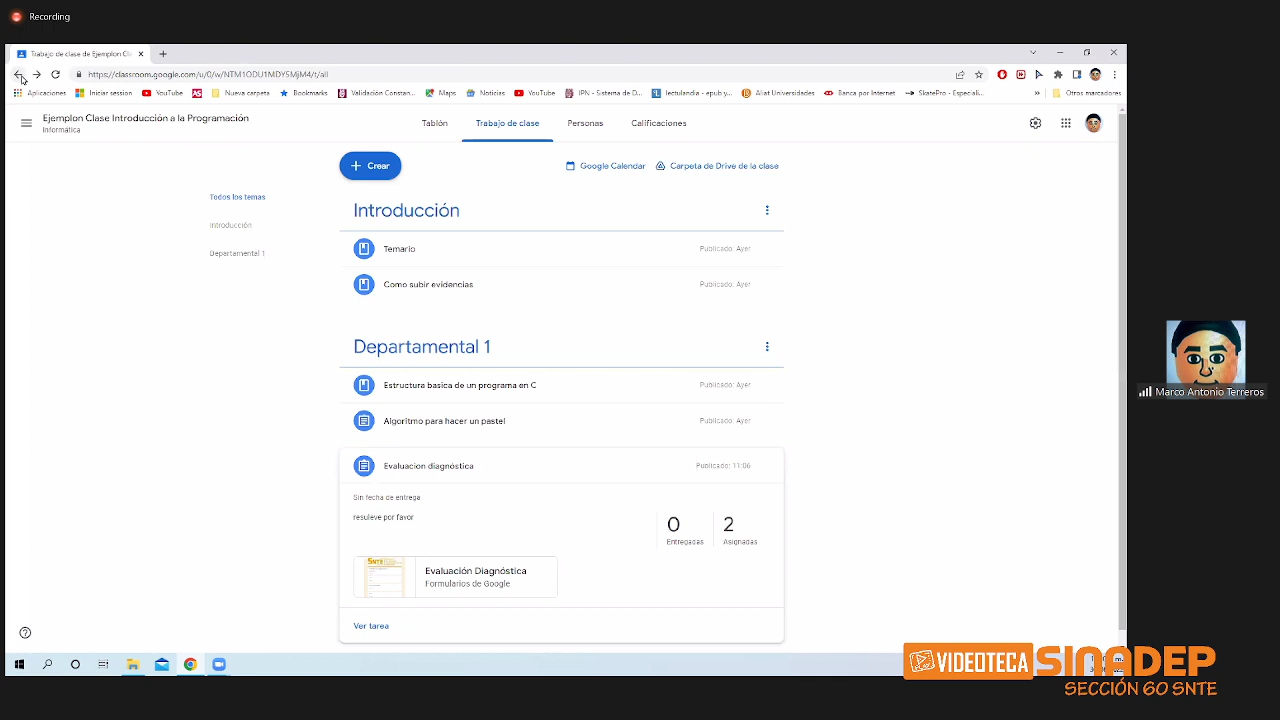 Recording
Trabajo de clase de Ejemplon Cl
https://classroom.google.com/u/0/w/NTM1ODU1MDY5MjM4/t/all
Aplicaciones
Iniciar session
YouTube
Nueva carpeta
Bookmarks
Validación Constan...
Maps
Noticias
YouTube
IPN - Sistema de D...
lectulandia - epub y...
Aliat Universidades
Banca por Internet
SkatePro - Especiali...
»
Otros marcadores
Ejemplon Clase Introducción a la Programación
Informática
Tablón
Trabajo de clase
Personas
Calificaciones
Crear
Google Calendar
Carpeta de Drive de la clase
Todos los temas
Introducción
Departamental 1
Introducción
Temario
Publicado: Ayer
Como subir evidencias
Publicado: Ayer
Departamental 1
Estructura basica de un programa en C
Publicado: Ayer
Algoritmo para hacer un pastel
Publicado: Ayer
Evaluacion diagnóstica
Publicado: 11:06
Sin fecha de entrega
resuleve por favor
0
Entregadas
2
Asignadas
SNTE
Evaluación Diagnóstica
Formularios de Google
Ver tarea
Marco Antonio Terreros
VIDEOTECA SINADEP
SECCIÓN 60 SNTE